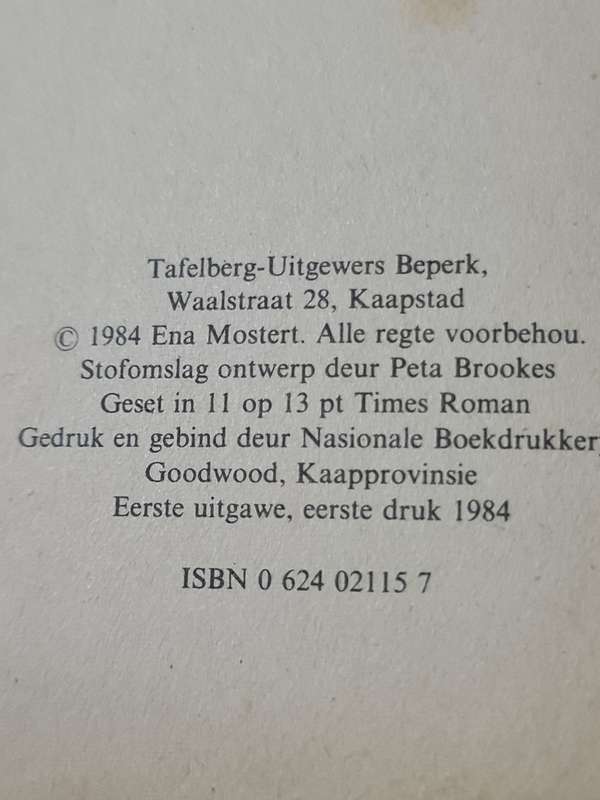 Tafelberg-Uitgewers Beperk,
Waalstraat 28, Kaapstad
© 1984 Ena Mostert. Alle regte voorbehou.
Stofomslag ontwerp deur Peta Brookes
Geset in 11 op 13 pt Times Roman
Gedruk en gebind deur Nasionale Boekdrukkery
Goodwood, Kaapprovinsie
Eerste uitgawe, eerste druk 1984
ISBN 0 624 02115 7